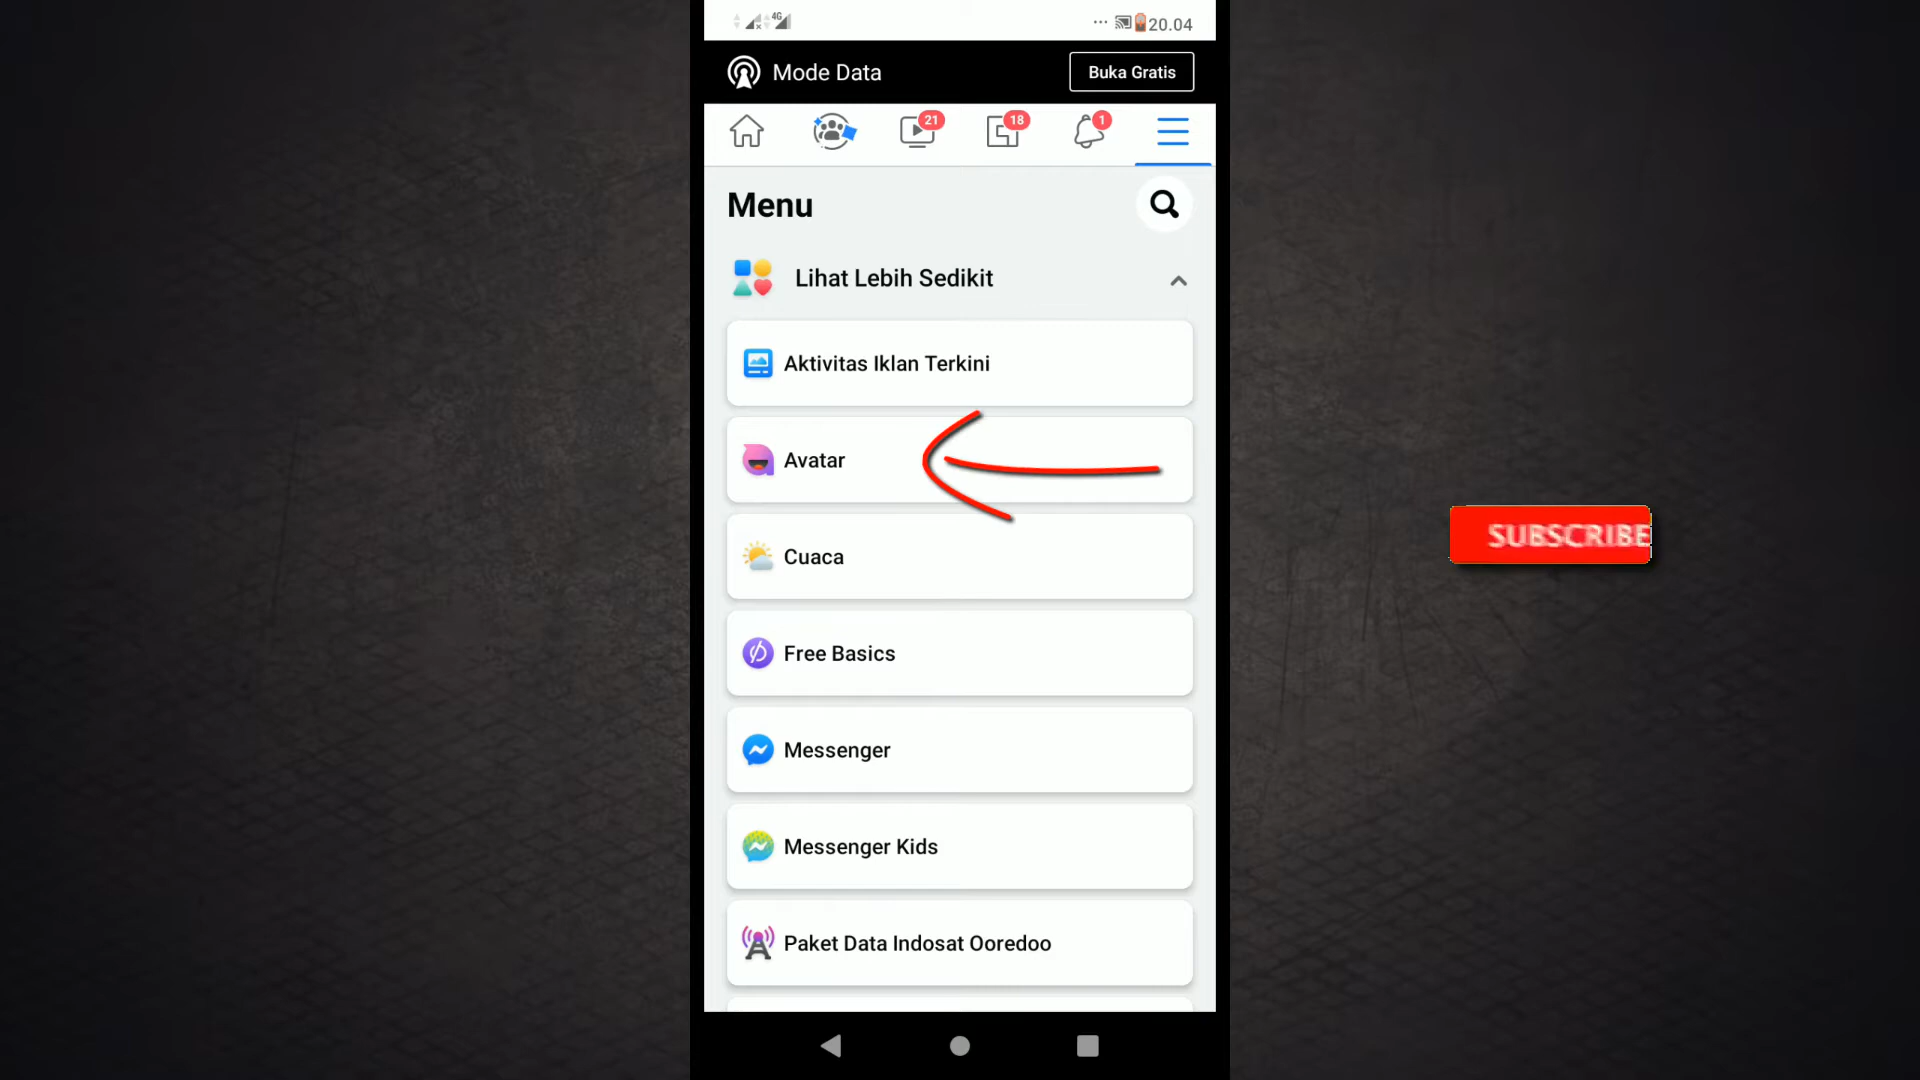 4G
20.04
Mode Data
Buka Gratis
21
18
1
Menu
Lihat Lebih Sedikit
Aktivitas Iklan Terkini
Avatar
Cuaca
Free Basics
Messenger
Messenger Kids
Paket Data Indosat Ooredoo
SUBSCRIBE